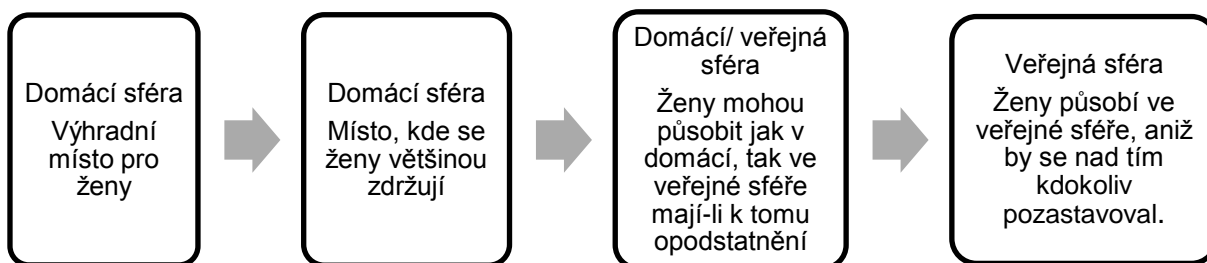 Domácí sféra
Výhradní
místo pro
ženy
Domácí sféra
Místo, kde se
ženy většinou
zdržují
Domácí/ veřejná
sféra
Ženy mohou
působit jak v
domácí, tak ve
veřejné sféře
mají-li k tomu
opodstatnění
Veřejná sféra
Ženy působí ve
veřejné sféře, aniž
by se nad tím
kdokoliv
pozastavoval.